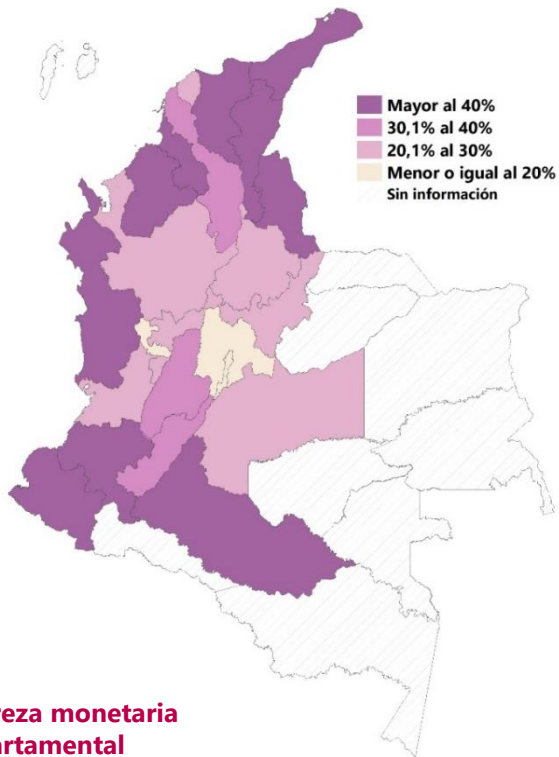 Mayor al 40%
30,1% al 40%
20,1% al 30%
Menor o igual al 20%
Sin información
reza monetaria
artamental